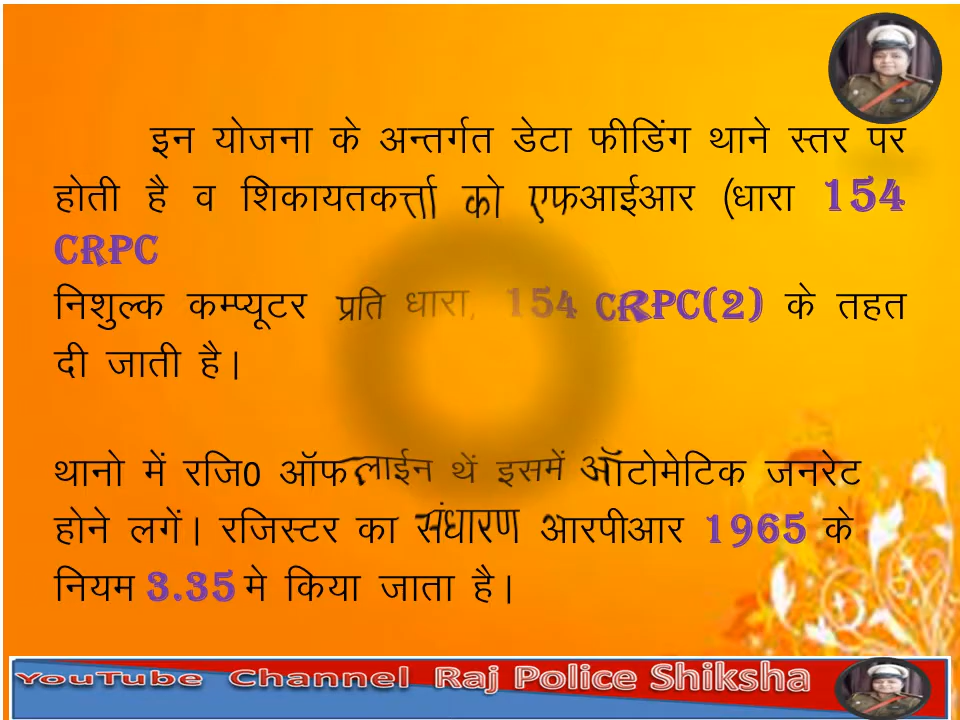 इन योजना के अन्तर्गत डेटा फीडिंग थाने स्तर पर
होती है व शिकायतकर्त्ता को एफआईआर (धारा 154
CRPC
निशुल्क कम्प्यूटर प्रति धारा, 154 CRPC(2) के तहत
दी जाती है।
थानो में रजि0 ऑफलाईन थें इसमें ऑटोमेटिक जनरेट
होने लगें। रजिस्टर का संधारण आरपीआर 1965 के
नियम 3.35 मे किया जाता है।
YouTube Channel Raj Police Shiksha